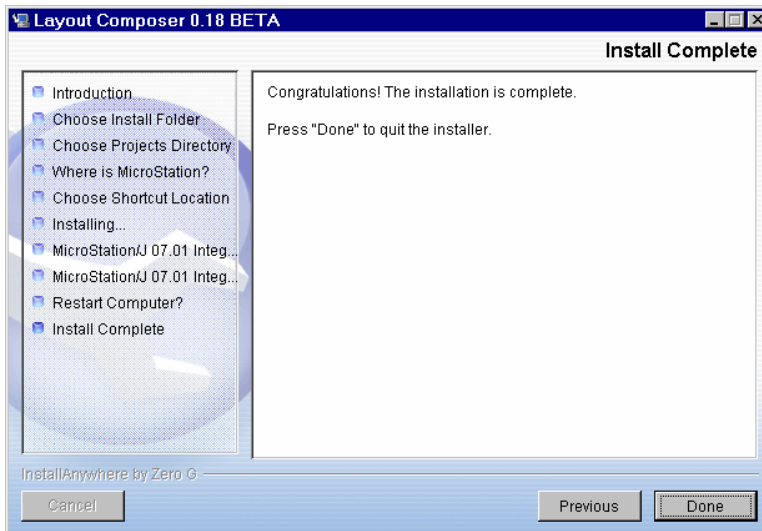 Layout Composer 0.18 BETA
Install Complete
Introduction
Choose Install Folder
Choose Projects Directory
Where is MicroStation?
Choose Shortcut Location
Installing...
MicroStation/J 07.01 Integ...
MicroStation/J 07.01 Integ...
Restart Computer?
Install Complete
Congratulations! The installation is complete.
Press "Done" to quit the installer.
InstallAnywhere by Zero G
Cancel
Previous
Done